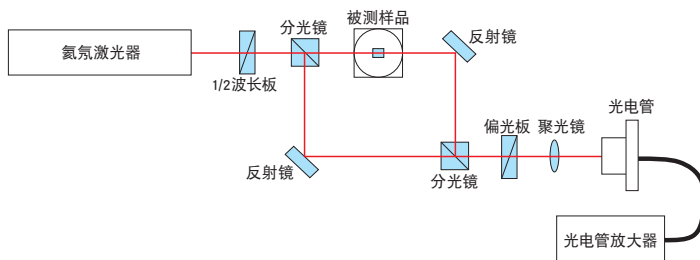 氦氖激光器
1/2波长板
分光镜
被测样品
反射镜
反射镜
分光镜
偏光板
聚光镜
光电管
光电管放大器